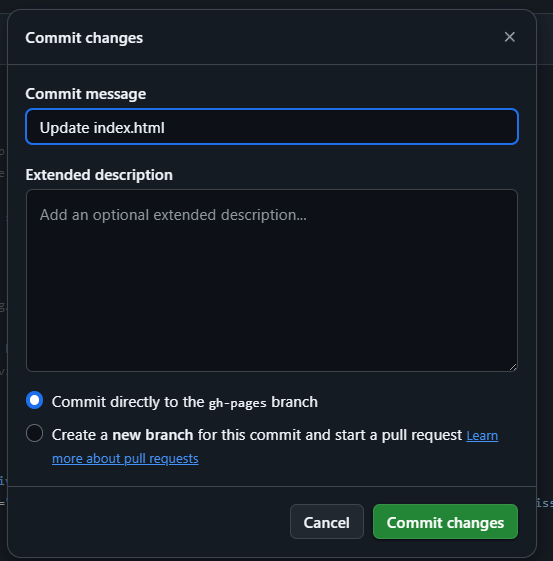 Commit changes
Commit message
Update index.html
Extended description
Add an optional extended description...
Commit directly to the gh-pages branch
Create a new branch for this commit and start a pull request Learn
more about pull requests
Cancel
Commit changes